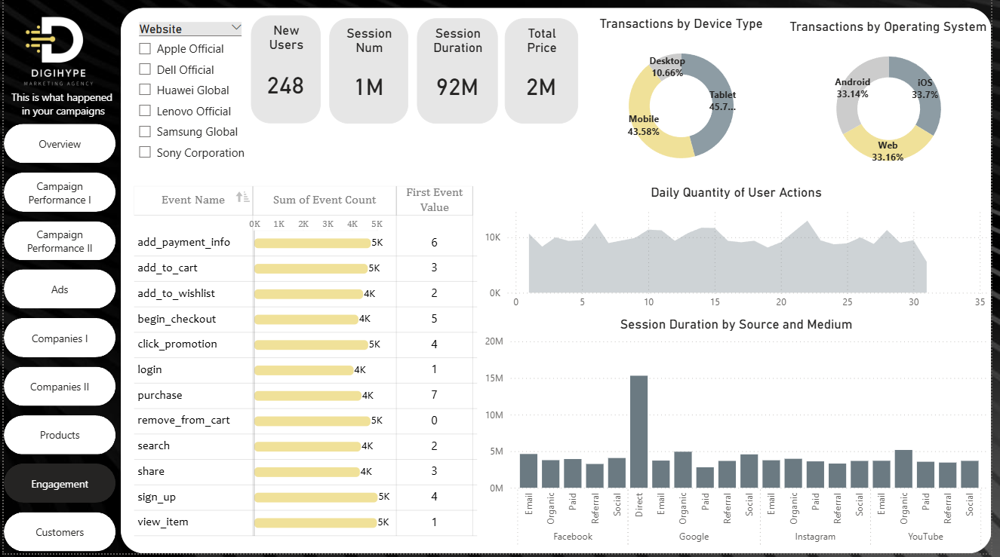 DIGIHYPE
MARKETING AGENCY
This is what happened
in your campaigns
Overview
Campaign
Performance I
Campaign
Performance II
Ads
Companies I
Companies II
Products
Engagement
Customers
Website
Apple Official
Dell Official
Huawei Global
Lenovo Official
Samsung Global
Sony Corporation
New
Users
248
Session
Num
1M
Session
Duration
92M
Total
Price
2M
Transactions by Device Type
Desktop
10.66%
Tablet
45.7...
Mobile
43.58%
Transactions by Operating System
Android
33.14%
iOS
33.7%
Web
33.16%
Event Name Sum of Event Count First Event
Value
0K 1K 2K 3K 4K 5K
add_payment_info 5K 6
add_to_cart 5K 3
add_to_wishlist 4K 2
begin_checkout 4K 5
click_promotion 5K 4
login 4K 1
purchase 4K 7
remove_from_cart 5K 0
search 4K 2
share 4K 3
sign_up 5K 4
view_item 5K 1
Daily Quantity of User Actions
10K
0K
0 5 10 15 20 25 30 35
Session Duration by Source and Medium
20M
15M
10M
5M
0M
Email Organic Paid Referral Social Direct Email Organic Paid Referral Social Email Organic Paid Referral Social Email Organic Paid Referral Social
Facebook Google Instagram YouTube